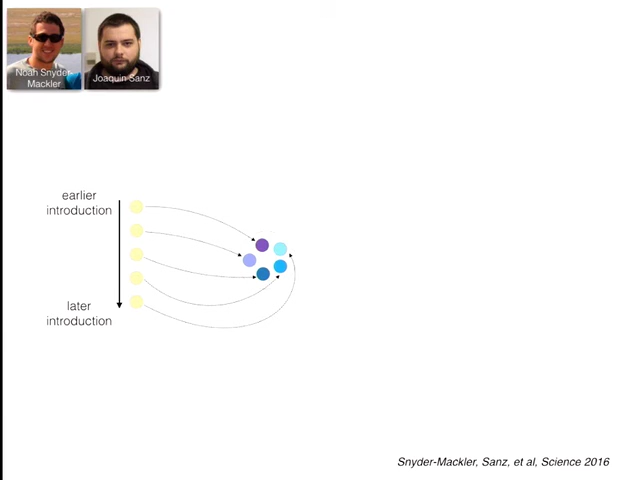 Noah Snyder-
Mackler
Joaquin Sanz
earlier
introduction
later
introduction
Snyder-Mackler, Sanz, et al, Science 2016